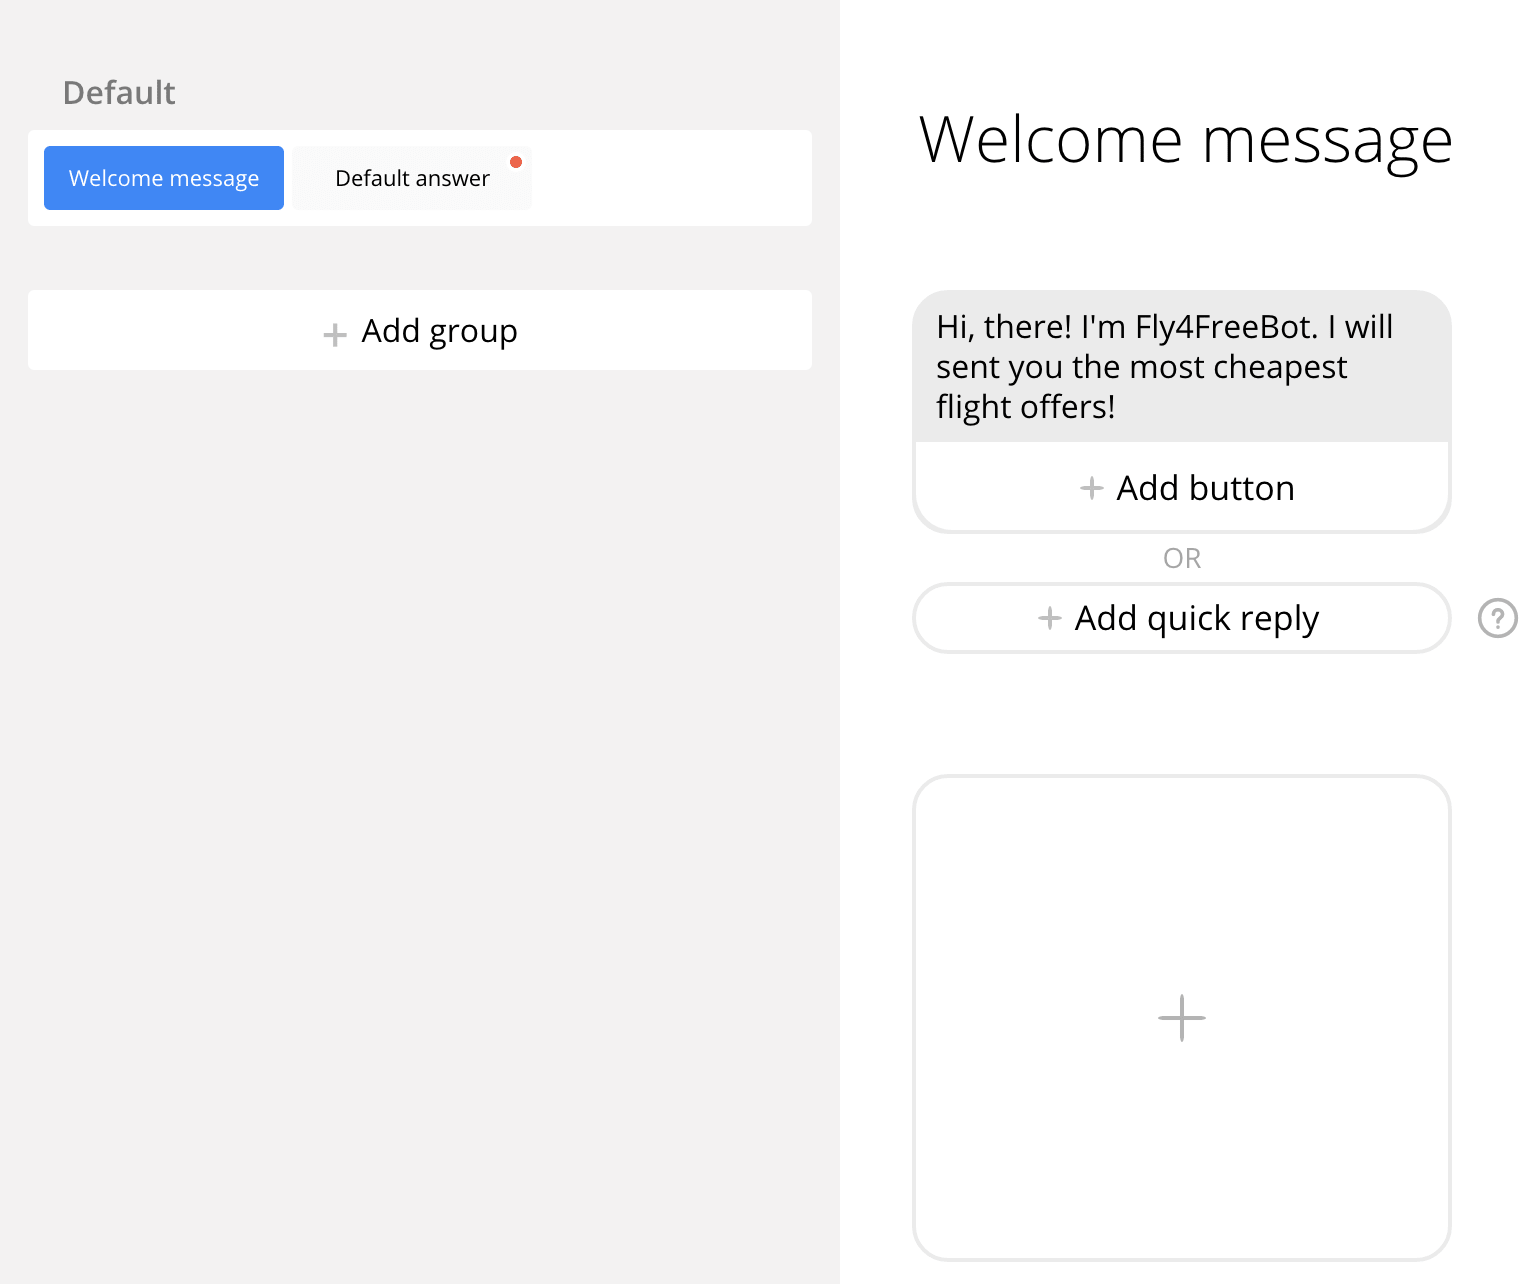 Default
Welcome message
Default answer
+ Add group
Welcome message
Hi, there! I'm Fly4FreeBot. I will
sent you the most cheapest
flight offers!
+ Add button
OR
+ Add quick reply
?
+